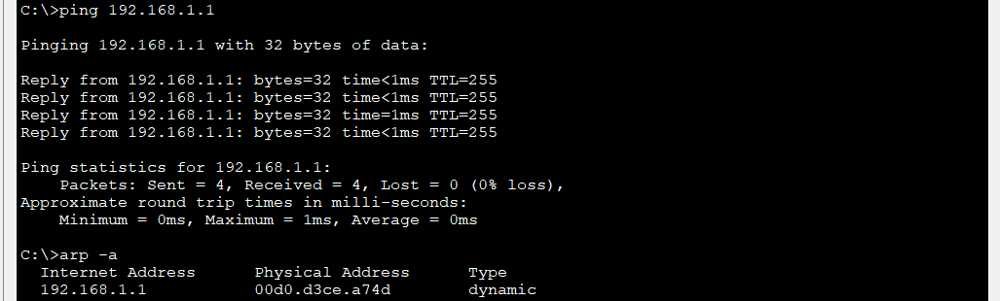 C:\>ping 192.168.1.1
Pinging 192.168.1.1 with 32 bytes of data:
Reply from 192.168.1.1: bytes=32 time<1ms TTL=255
Reply from 192.168.1.1: bytes=32 time<1ms TTL=255
Reply from 192.168.1.1: bytes=32 time=1ms TTL=255
Reply from 192.168.1.1: bytes=32 time<1ms TTL=255
Ping statistics for 192.168.1.1:
    Packets: Sent = 4, Received = 4, Lost = 0 (0% loss),
Approximate round trip times in milli-seconds:
    Minimum = 0ms, Maximum = 1ms, Average = 0ms
C:\>arp -a
  Internet Address      Physical Address      Type
  192.168.1.1           00d0.d3ce.a74d        dynamic